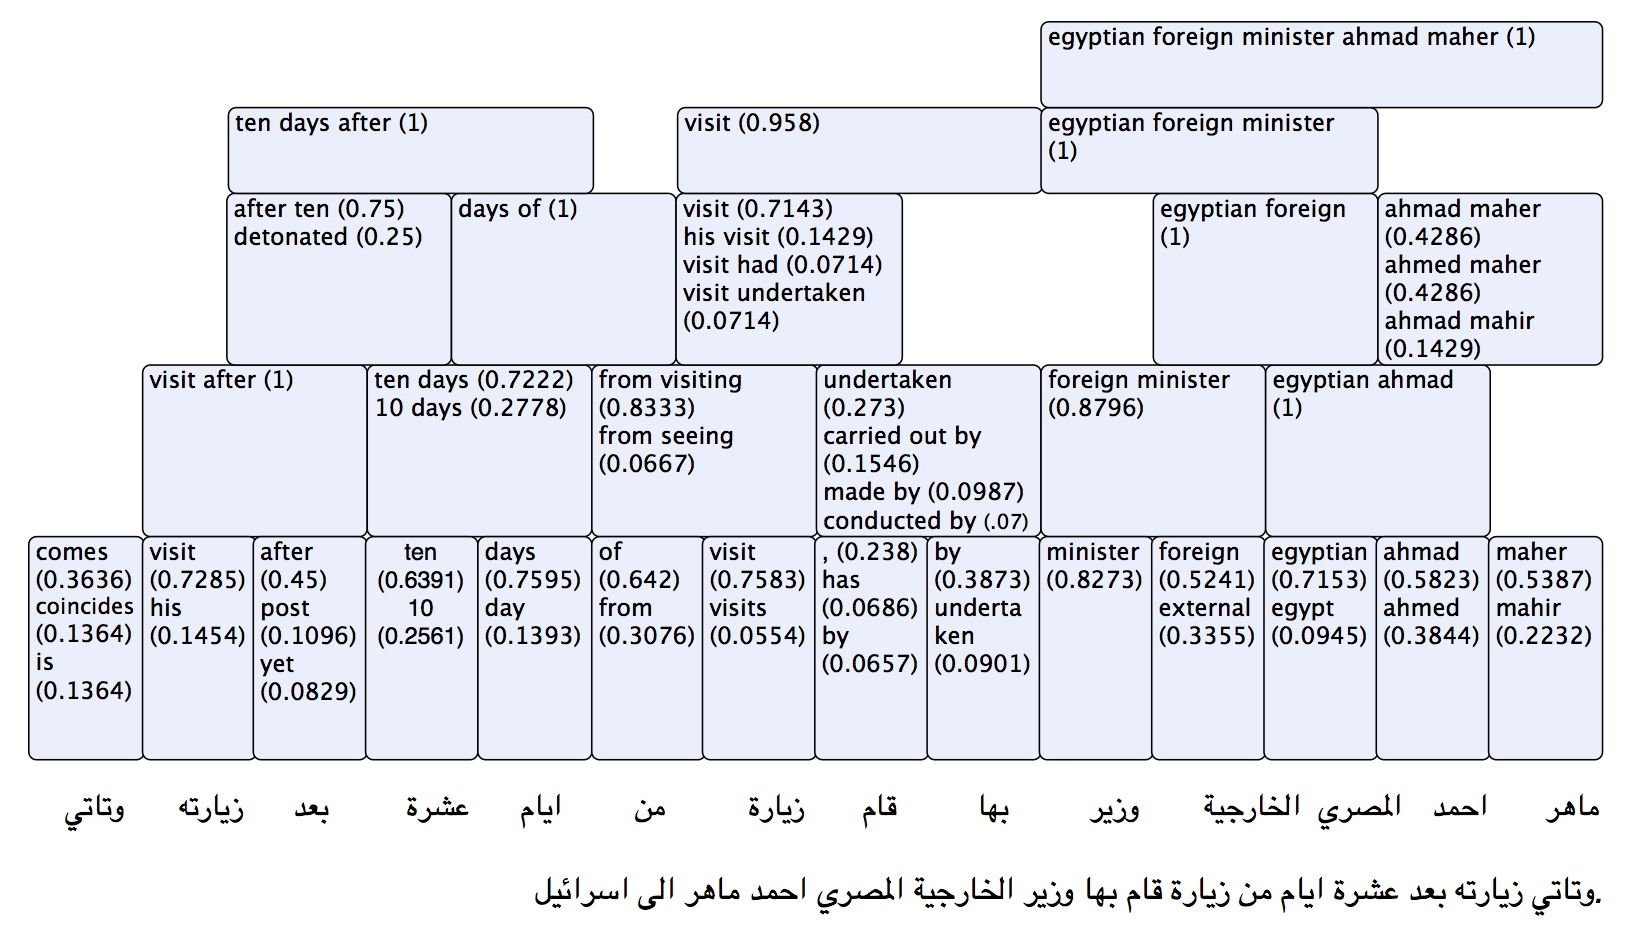 egyptian foreign minister ahmad maher (1)
ten days after (1)
visit (0.958)
egyptian foreign minister
(1)
after ten (0.75)
detonated (0.25)
days of (1)
visit (0.7143)
his visit (0.1429)
visit had (0.0714)
visit undertaken
(0.0714)
egyptian foreign
(1)
ahmad maher
(0.4286)
ahmed maher
(0.4286)
ahmad mahir
(0.1429)
visit after (1)
ten days (0.7222)
10 days (0.2778)
from visiting
(0.8333)
from seeing
(0.0667)
undertaken
(0.273)
carried out by
(0.1546)
made by (0.0987)
conducted by (.07)
foreign minister
(0.8796)
egyptian ahmad
(1)
comes
(0.3636)
coincides
(0.1364)
is
(0.1364)
visit
(0.7285)
his
(0.1454)
after
(0.45)
post
(0.1096)
yet
(0.0829)
ten
(0.6391)
10
(0.2561)
days
(0.7595)
day
(0.1393)
of
(0.642)
from
(0.3076)
visit
(0.7583)
visits
(0.0554)
, (0.238)
has
(0.0686)
by
(0.0657)
by
(0.3873)
underta
ken
(0.0901)
minister
(0.8273)
foreign
(0.5241)
external
(0.3355)
egyptian
(0.7153)
egypt
(0.0945)
ahmad
(0.5823)
ahmed
(0.3844)
maher
(0.5387)
mahir
(0.2232)
وتاتي
زيارته
بعد
عشرة
ايام
من
زيارة
قام
بها
وزير
الخارجية
المصري
احمد
ماهر
وتاتي زيارته بعد عشرة ايام من زيارة قام بها وزير الخارجية المصري احمد ماهر الى اسرائيل.